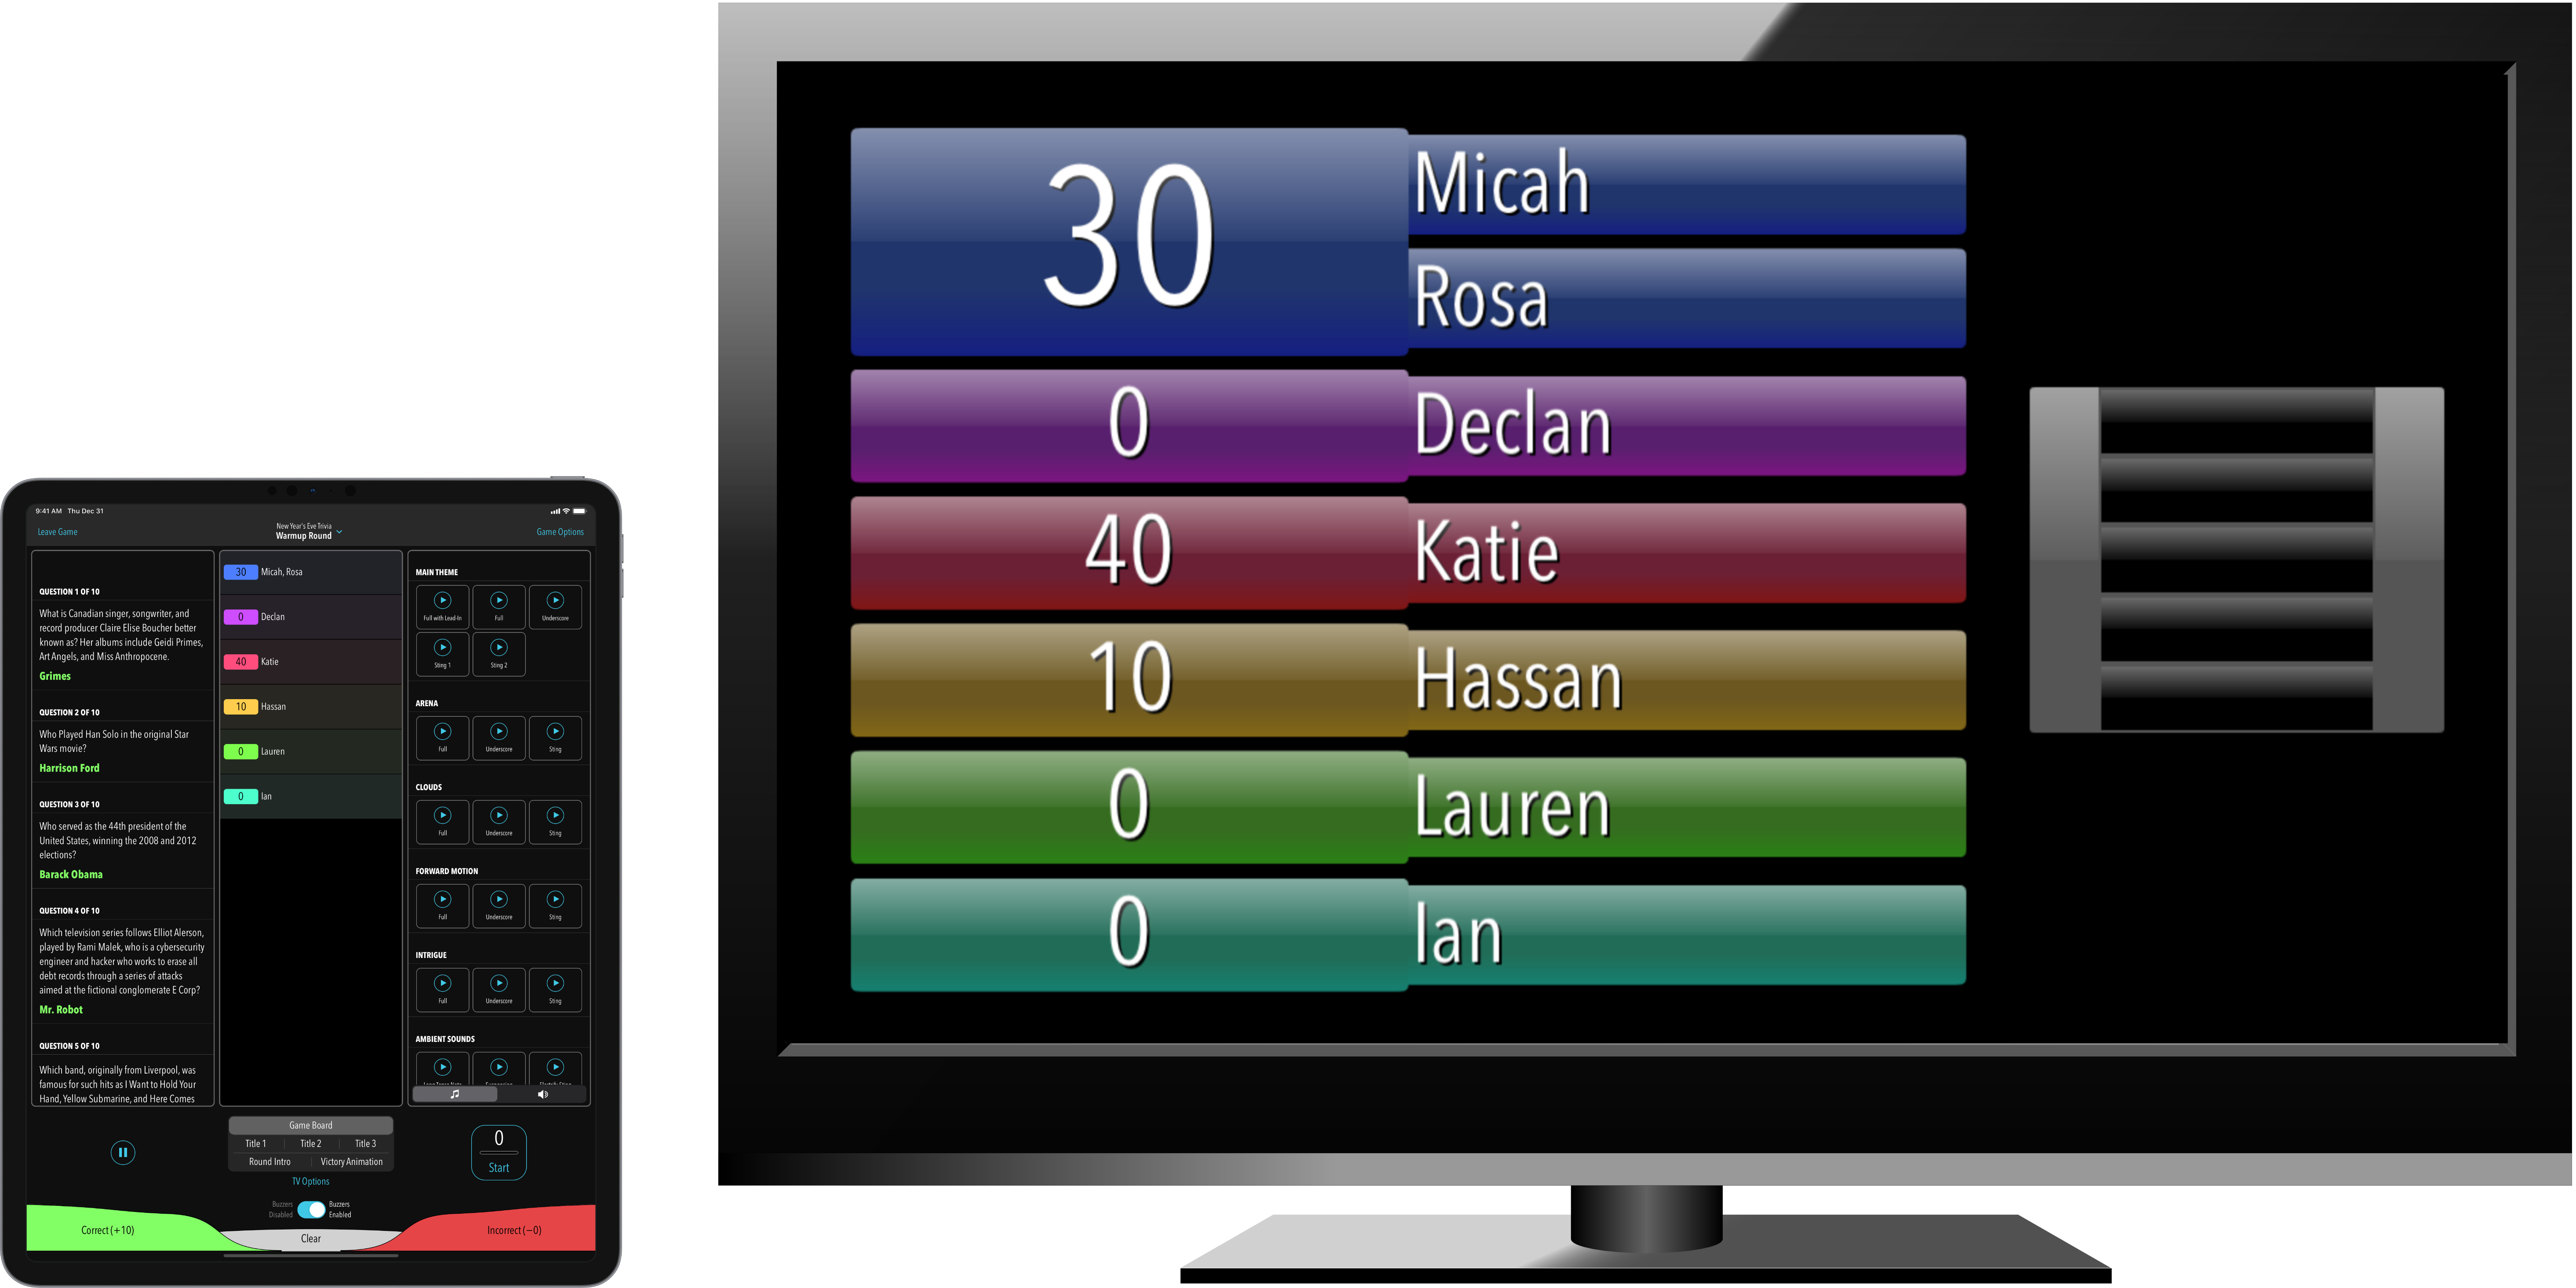 9:41 AM Thu Dec 31
Leave Game
New Year's Eve Trivia
Warmup Round
Game Options
QUESTION 1 OF 10
What is Canadian singer, songwriter, and
record producer Claire Elise Boucher better
known as? Her albums include Geidi Primes,
Art Angels, and Miss Anthropocene.
Grimes
QUESTION 2 OF 10
Who Played Han Solo in the original Star
Wars movie?
Harrison Ford
QUESTION 3 OF 10
Who served as the 44th president of the
United States, winning the 2008 and 2012
elections?
Barack Obama
QUESTION 4 OF 10
Which television series follows Elliot Alerson,
played by Rami Malek, who is a cybersecurity
engineer and hacker who works to erase all
debt records through a series of attacks
aimed at the fictional conglomerate E Corp?
Mr. Robot
QUESTION 5 OF 10
Which band, originally from Liverpool, was
famous for such hits as I Want to Hold Your
Hand, Yellow Submarine, and Here Comes
30 Micah, Rosa
0 Declan
40 Katie
10 Hassan
0 Lauren
0 Ian
MAIN THEME
Full with Lead-In Full Underscore
Sting 1 Sting 2
ARENA
Full Underscore Sting
CLOUDS
Full Underscore Sting
FORWARD MOTION
Full Underscore Sting
INTRIGUE
Full Underscore Sting
AMBIENT SOUNDS
Game Board
Title 1 Title 2 Title 3
Round Intro Victory Animation
TV Options
Buzzers
Disabled
Buzzers
Enabled
0
Start
Correct (+10)
Clear
Incorrect (−0)
30
Micah
Rosa
0 Declan
40 Katie
10 Hassan
0 Lauren
0 Ian